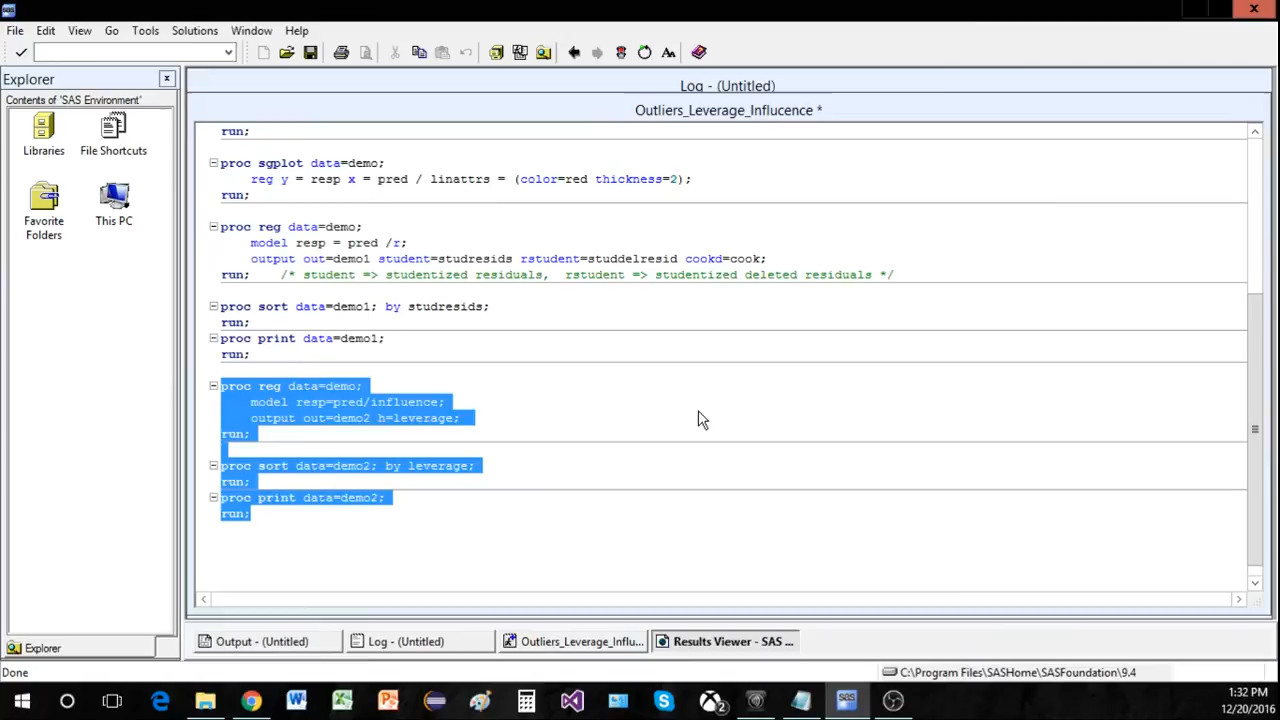 File Edit View Go Tools Solutions Window Help
Explorer
Contents of 'SAS Environment'
Libraries
File Shortcuts
Favorite
Folders
This PC
Explorer
Log - (Untitled)
Outliers_Leverage_Influcence *
run;
proc sgplot data=demo;
reg y = resp x = pred / linattrs = (color=red thickness=2);
run;
proc reg data=demo;
model resp = pred /r;
output out=demo1 student=studresids rstudent=studdelresid cookd=cook;
run; /* student => studentized residuals, rstudent => studentized deleted residuals */
proc sort data=demo1; by studresids;
run;
proc print data=demo1;
run;
proc reg data=demo;
model resp=pred/influence;
output out=demo2 h=leverage;
run;
proc sort data=demo2; by leverage;
run;
proc print data=demo2;
run;
Output - (Untitled)
Log - (Untitled)
Outliers_Leverage_Influ...
Results Viewer - SAS ...
Done
C:\Program Files\SASHome\SASFoundation\9.4
1:32 PM
12/20/2016